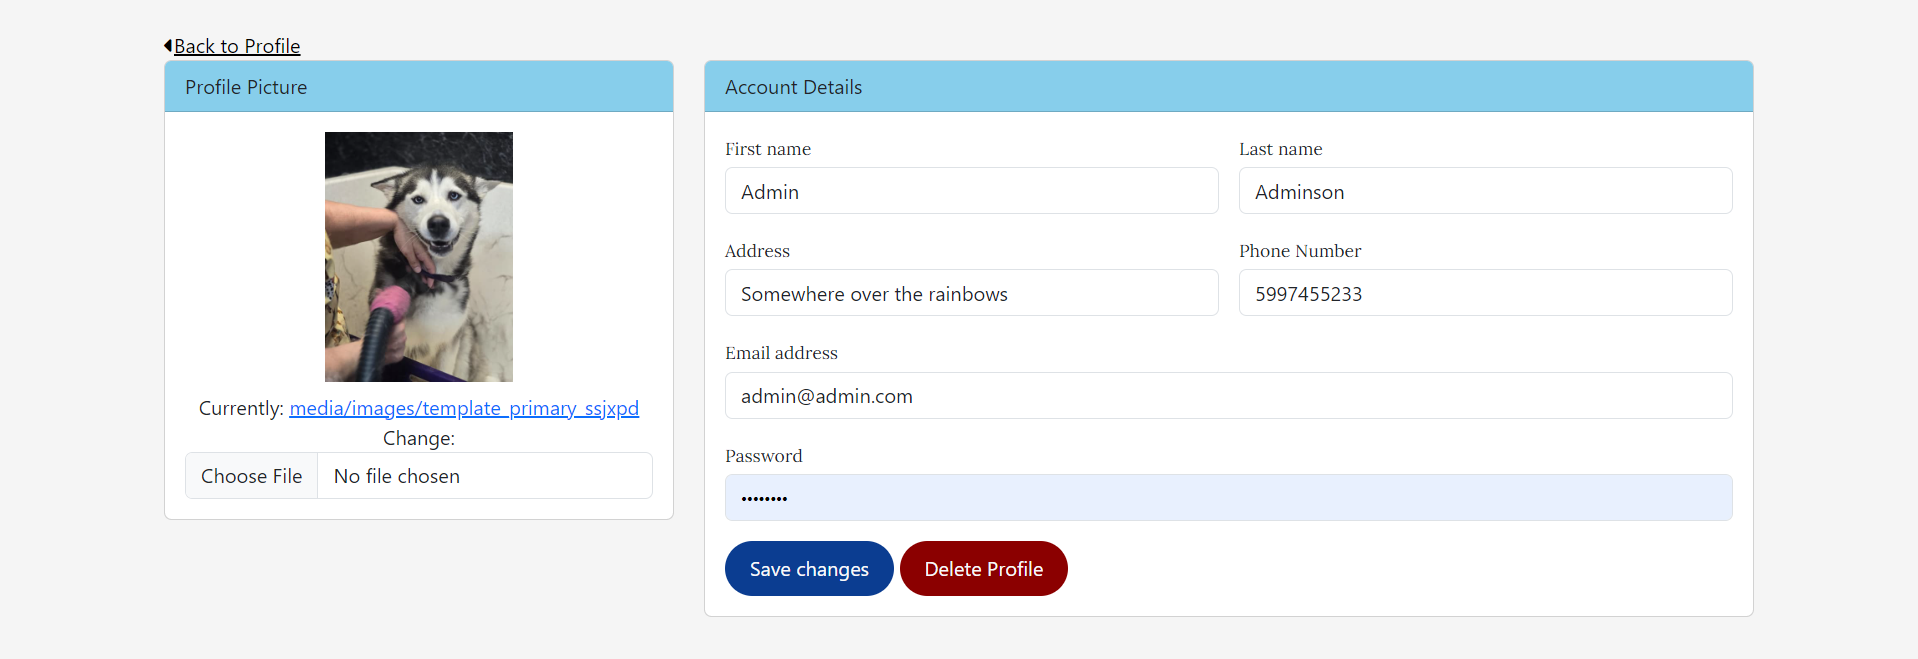 Back to Profile
Profile Picture
Currently: media/images/template_primary_ssjxpd
Change:
Choose File No file chosen
Account Details
First name Last name
Admin Adminson
Address Phone Number
Somewhere over the rainbows 5997455233
Email address
admin@admin.com
Password
••••••••
Save changes Delete Profile